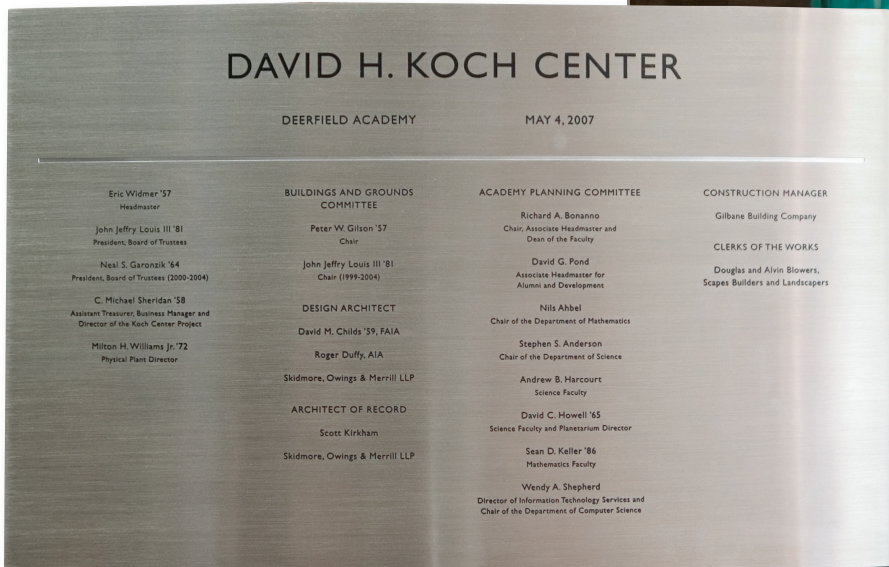 DAVID H. KOCH CENTER
DEERFIELD ACADEMY
MAY 4, 2007
Eric Widmer '57
Headmaster
John Jeffry Louis III '81
President, Board of Trustees
Neal S. Garonzik '64
President, Board of Trustees (2000-2004)
C. Michael Sheridan '58
Assistant Treasurer, Business Manager and
Director of the Koch Center Project
Milton H. Williams Jr. '72
Physical Plant Director
BUILDINGS AND GROUNDS
COMMITTEE
Peter W. Gilson '57
Chair
John Jeffry Louis III '81
Chair (1999-2004)
DESIGN ARCHITECT
David M. Childs '59, FAIA
Roger Duffy, AIA
Skidmore, Owings & Merrill LLP
ARCHITECT OF RECORD
Scott Kirkham
Skidmore, Owings & Merrill LLP
ACADEMY PLANNING COMMITTEE
Richard A. Bonanno
Chair, Associate Headmaster and
Dean of the Faculty
David G. Pond
Associate Headmaster for
Alumni and Development
Nils Ahbel
Chair of the Department of Mathematics
Stephen S. Anderson
Chair of the Department of Science
Andrew B. Harcourt
Science Faculty
David C. Howell '65
Science Faculty and Planetarium Director
Sean D. Keller '86
Mathematics Faculty
Wendy A. Shepherd
Director of Information Technology Services and
Chair of the Department of Computer Science
CONSTRUCTION MANAGER
Gilbane Building Company
CLERKS OF THE WORKS
Douglas and Alvin Blowers,
Scapes Builders and Landscapers